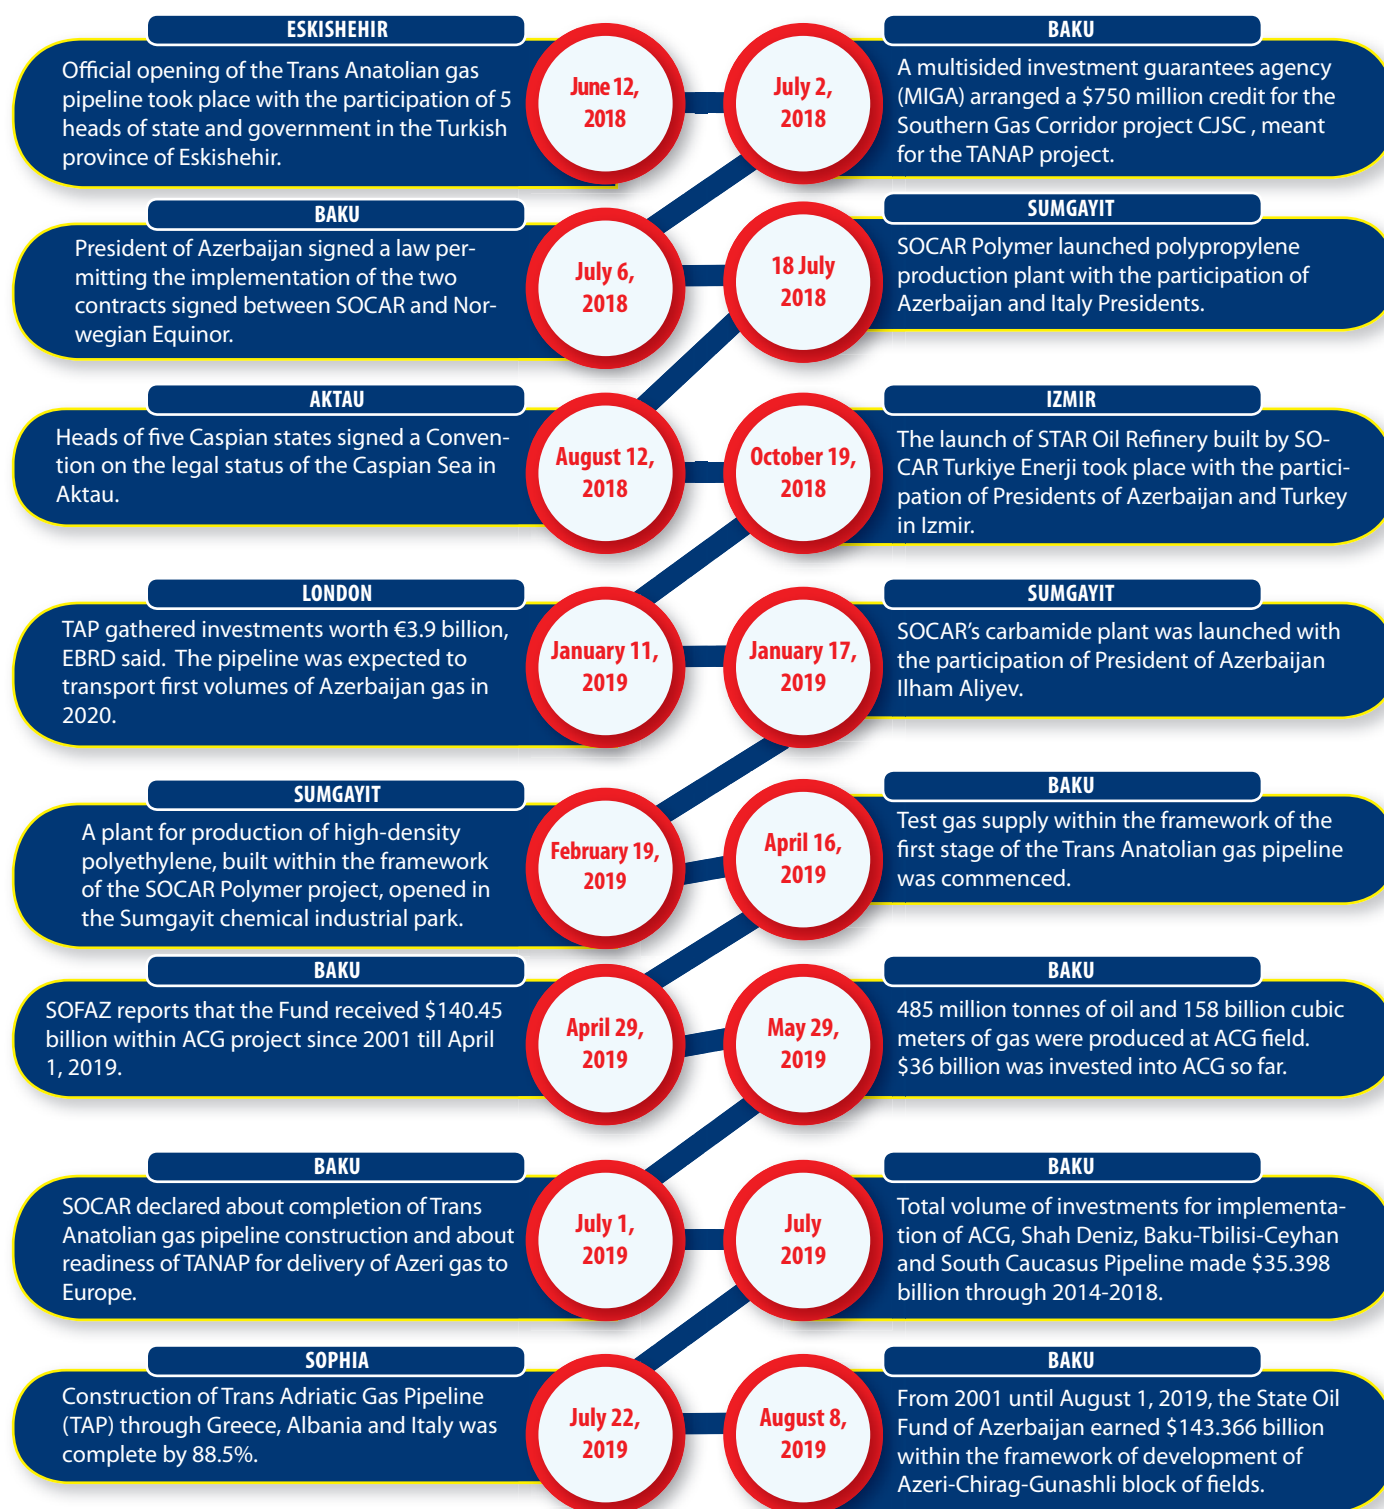 ESKISHEHIR
Official opening of the Trans Anatolian gas
pipeline took place with the participation of 5
heads of state and government in the Turkish
province of Eskishehir.
June 12,
2018
BAKU
July 2,
2018
A multisided investment guarantees agency
(MIGA) arranged a $750 million credit for the
Southern Gas Corridor project CJSC , meant
for the TANAP project.
BAKU
President of Azerbaijan signed a law per-
mitting the implementation of the two
contracts signed between SOCAR and Nor-
wegian Equinor.
July 6,
2018
SUMGAYIT
18 July
2018
SOCAR Polymer launched polypropylene
production plant with the participation of
Azerbaijan and Italy Presidents.
AKTAU
Heads of five Caspian states signed a Conven-
tion on the legal status of the Caspian Sea in
Aktau.
August 12,
2018
IZMIR
October 19,
2018
The launch of STAR Oil Refinery built by SO-
CAR Turkiye Enerji took place with the partici-
pation of Presidents of Azerbaijan and Turkey
in Izmir.
LONDON
TAP gathered investments worth €3.9 billion,
EBRD said. The pipeline was expected to
transport first volumes of Azerbaijan gas in
2020.
January 11,
2019
SUMGAYIT
January 17,
2019
SOCAR’s carbamide plant was launched with
the participation of President of Azerbaijan
Ilham Aliyev.
SUMGAYIT
A plant for production of high-density
polyethylene, built within the framework
of the SOCAR Polymer project, opened in
the Sumgayit chemical industrial park.
February 19,
2019
BAKU
April 16,
2019
Test gas supply within the framework of the
first stage of the Trans Anatolian gas pipeline
was commenced.
BAKU
SOFAZ reports that the Fund received $140.45
billion within ACG project since 2001 till April
1, 2019.
April 29,
2019
BAKU
May 29,
2019
485 million tonnes of oil and 158 billion cubic
meters of gas were produced at ACG field.
$36 billion was invested into ACG so far.
BAKU
SOCAR declared about completion of Trans
Anatolian gas pipeline construction and about
readiness of TANAP for delivery of Azeri gas to
Europe.
July 1,
2019
BAKU
July
2019
Total volume of investments for implementa-
tion of ACG, Shah Deniz, Baku-Tbilisi-Ceyhan
and South Caucasus Pipeline made $35.398
billion through 2014-2018.
SOPHIA
Construction of Trans Adriatic Gas Pipeline
(TAP) through Greece, Albania and Italy was
complete by 88.5%.
July 22,
2019
BAKU
August 8,
2019
From 2001 until August 1, 2019, the State Oil
Fund of Azerbaijan earned $143.366 billion
within the framework of development of
Azeri-Chirag-Gunashli block of fields.